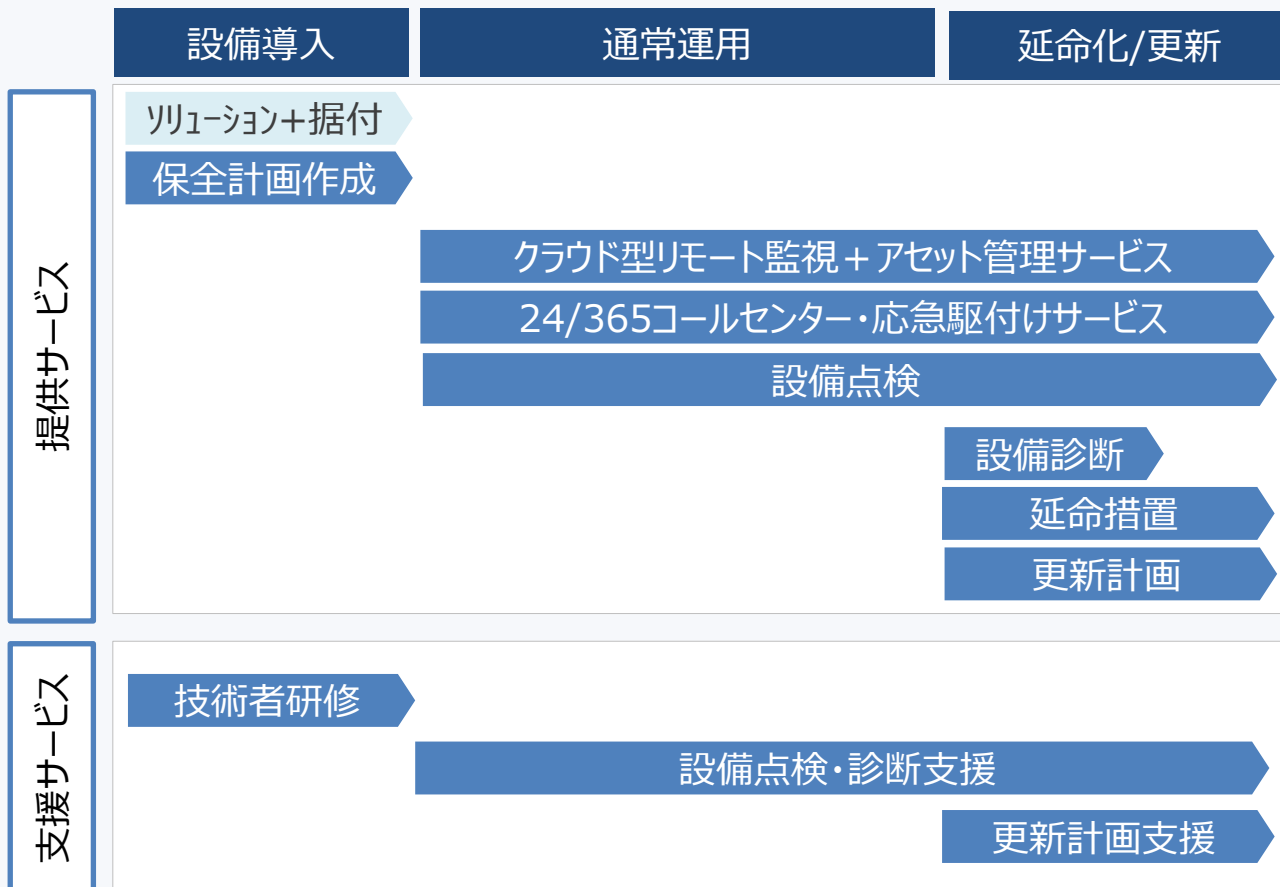 設備導入
通常運用
延命化/更新
提供サービス
ソリューション+据付
保全計画作成
クラウド型リモート監視+アセット管理サービス
24/365コールセンター・応急駆付けサービス
設備点検
設備診断
延命措置
更新計画
支援サービス
技術者研修
設備点検・診断支援
更新計画支援